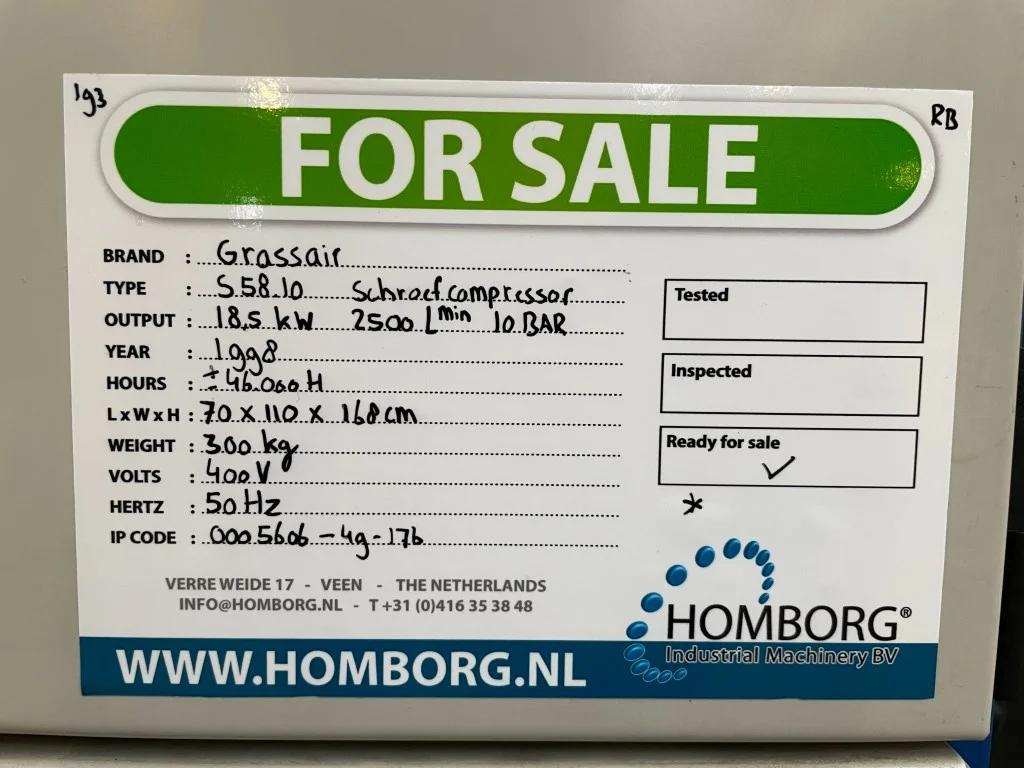 193
RB
FOR SALE
BRAND : Grassair
TYPE : S58.10 Schroefcompressor
OUTPUT : 18,5 kW 2500 Lmin 10 BAR
YEAR : 1998
HOURS : ± 46.000 H
L x W x H : 70 x 110 x 168 cm
WEIGHT : 300 kg
VOLTS : 400 V
HERTZ : 50 Hz
IP CODE : 0005606-49-176
Tested
Inspected
Ready for sale
✓
*
VERRE WEIDE 17 - VEEN - THE NETHERLANDS
INFO@HOMBORG.NL - T +31 (0)416 35 38 48
HOMBORG®
Industrial Machinery BV
WWW.HOMBORG.NL